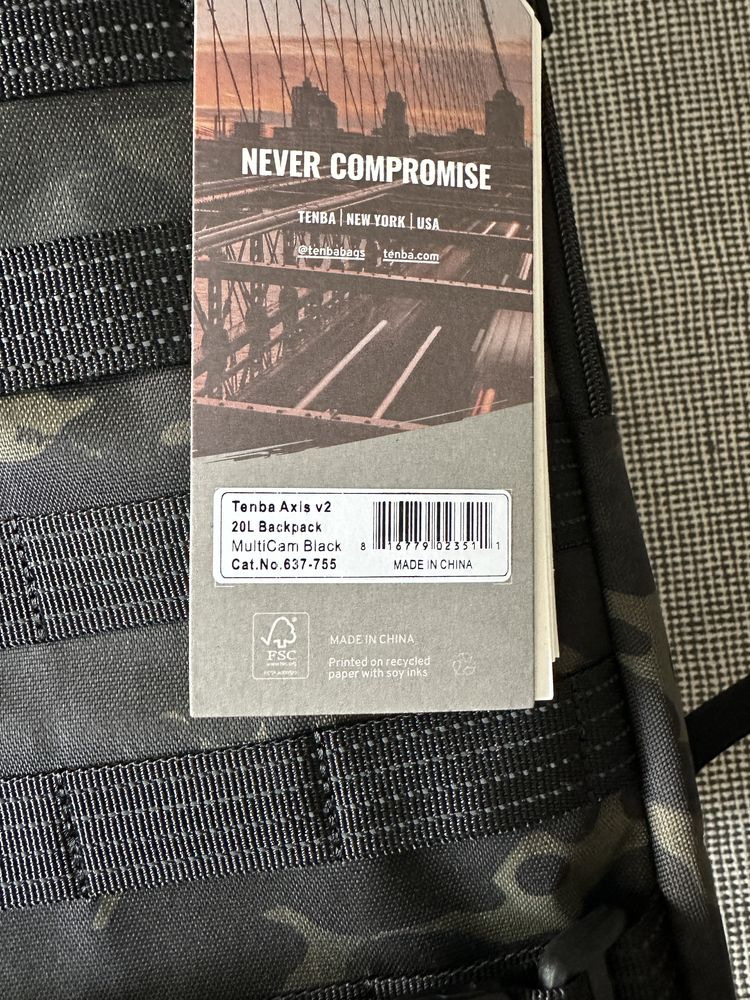 NEVER COMPROMISE
TENBA | NEW YORK | USA
@tenbabags tenba.com
Tenba Axis v2
20L Backpack
MultiCam Black
Cat.No.637-755
8 16779 02351 1
MADE IN CHINA
FSC
MADE IN CHINA
Printed on recycled
paper with soy inks